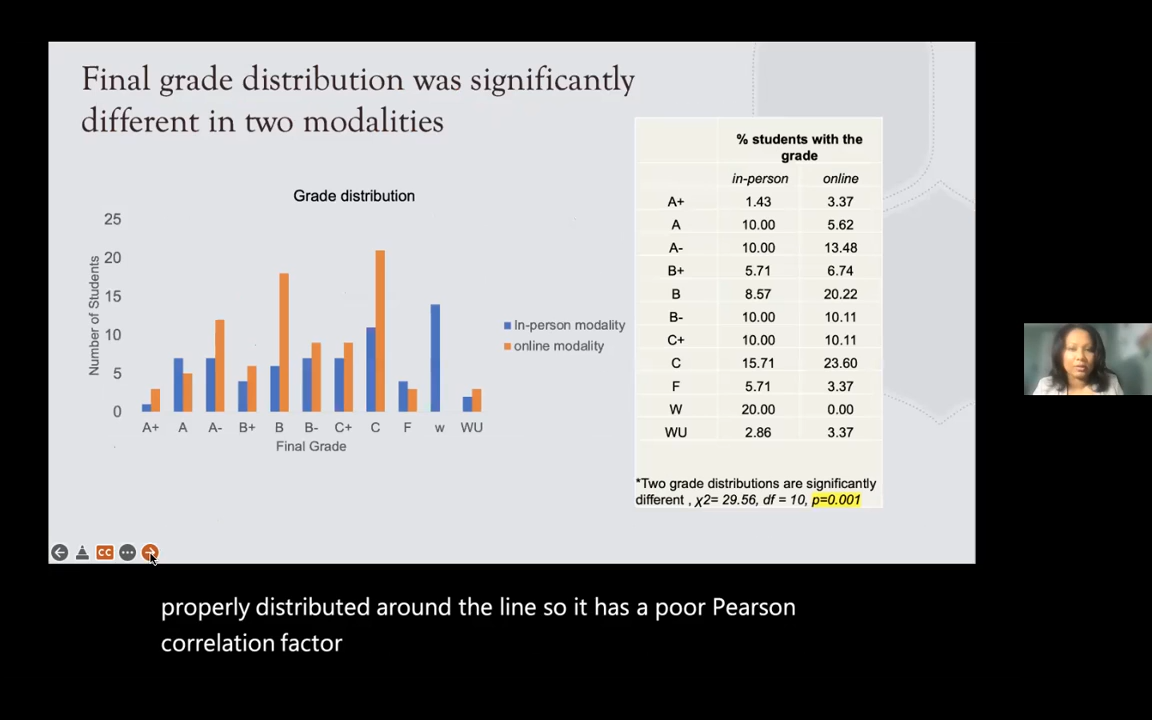 Final grade distribution was significantly
different in two modalities
Grade distribution
25
20
15
10
5
0
Number of Students
A+ A A- B+ B B- C+ C F w WU
Final Grade
In-person modality
online modality
% students with the
grade
in-person online
A+ 1.43 3.37
A 10.00 5.62
A- 10.00 13.48
B+ 5.71 6.74
B 8.57 20.22
B- 10.00 10.11
C+ 10.00 10.11
C 15.71 23.60
F 5.71 3.37
W 20.00 0.00
WU 2.86 3.37
*Two grade distributions are significantly
different , χ2= 29.56, df = 10, p=0.001
CC
properly distributed around the line so it has a poor Pearson
correlation factor